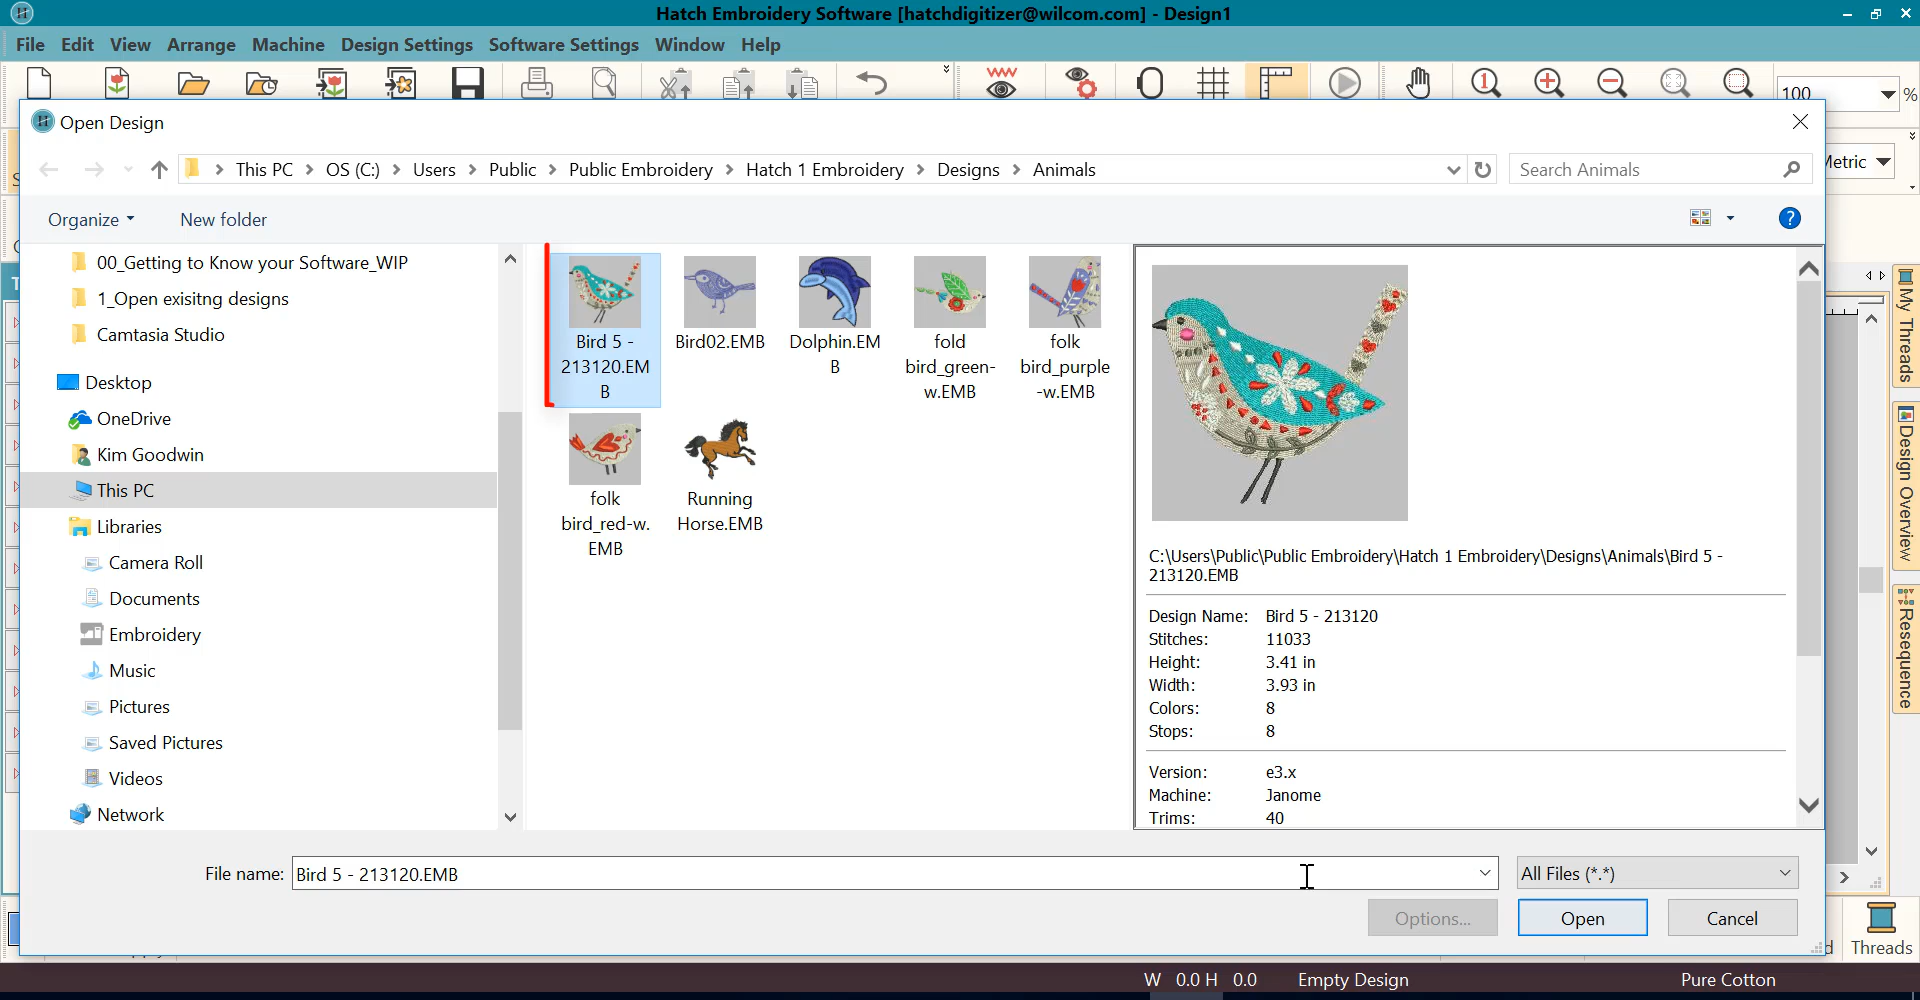 Hatch Embroidery Software [hatchdigitizer@wilcom.com] - Design1
File Edit View Arrange Machine Design Settings Software Settings Window Help
100 %
Open Design
This PC > OS (C:) > Users > Public > Public Embroidery > Hatch 1 Embroidery > Designs > Animals
Search Animals
Metric
Organize
New folder
00_Getting to Know your Software_WIP
1_Open exisitng designs
Camtasia Studio
Desktop
OneDrive
Kim Goodwin
This PC
Libraries
Camera Roll
Documents
Embroidery
Music
Pictures
Saved Pictures
Videos
Network
Bird 5 -
213120.EM
B
Bird02.EMB
Dolphin.EM
B
fold
bird_green-
w.EMB
folk
bird_purple
-w.EMB
folk
bird_red-w.
EMB
Running
Horse.EMB
C:\Users\Public\Public Embroidery\Hatch 1 Embroidery\Designs\Animals\Bird 5 -
213120.EMB
Design Name: Bird 5 - 213120
Stitches: 11033
Height: 3.41 in
Width: 3.93 in
Colors: 8
Stops: 8
Version: e3.x
Machine: Janome
Trims: 40
My Threads
Design Overview
Resequence
File name: Bird 5 - 213120.EMB
All Files (*.*)
Options...
Open
Cancel
Threads
W 0.0 H 0.0 Empty Design Pure Cotton